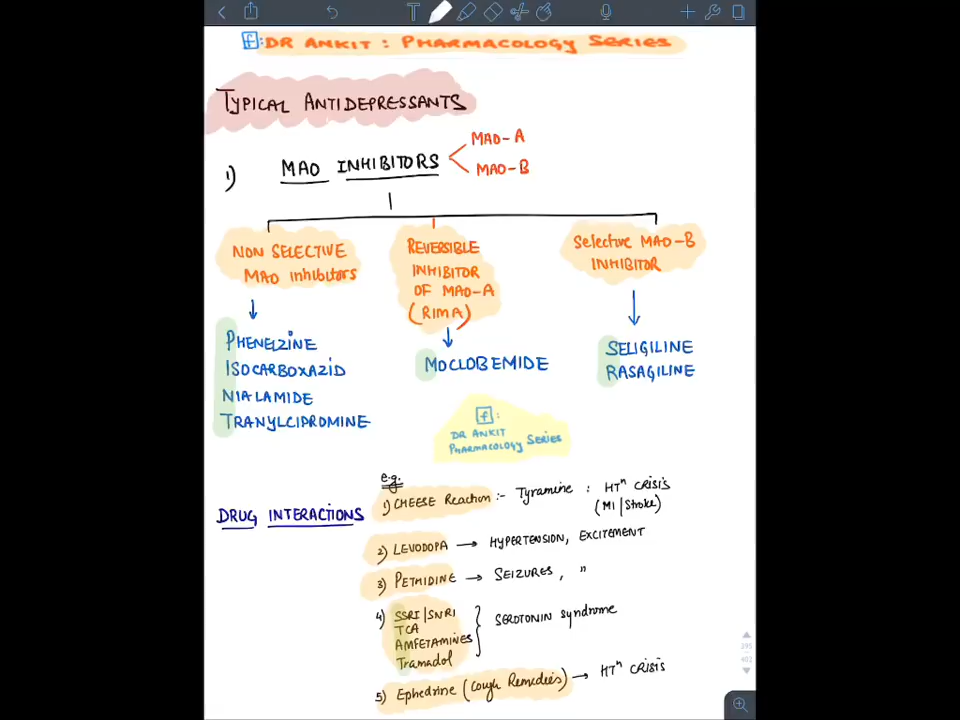 f: DR ANKIT : PHARMACOLOGY SERIES
TYPICAL ANTIDEPRESSANTS
1) MAO INHIBITORS
MAO-A
MAO-B
NON SELECTIVE
MAO Inhibitors
REVERSIBLE
INHIBITOR
OF MAO-A
(RIMA)
Selective MAO-B
INHIBITOR
PHENELZINE
ISOCARBOXAZID
NIALAMIDE
TRANYLCIPROMINE
MOCLOBEMIDE
SELIGILINE
RASAGILINE
f:
DR ANKIT
PHARMACOLOGY SERIES
DRUG INTERACTIONS
e.g.
1) CHEESE Reaction :- Tyramine : HTⁿ CRISIS
(MI | Stroke)
2) LEVODOPA → HYPERTENSION, EXCITEMENT
3) PETHIDINE → SEIZURES, "
4) SSRI | SNRI
TCA
AMFETAMINES
Tramadol
SEROTONIN Syndrome
5) Ephedrine (Cough Remedies) → HTⁿ CRISIS
295
402